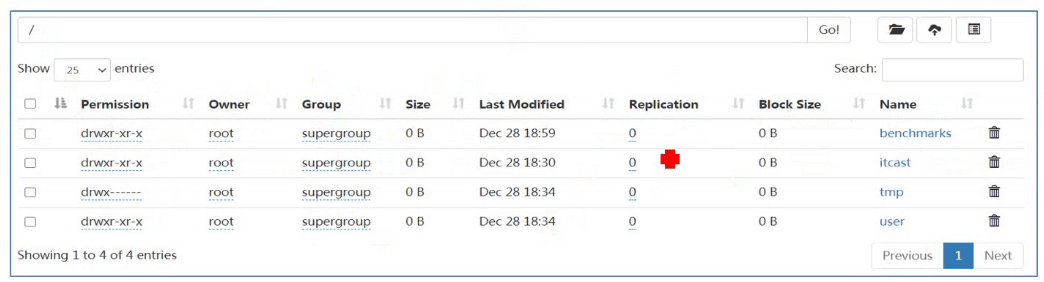 / Go!
Show 25 entries Search:
Permission Owner Group Size Last Modified Replication Block Size Name
drwxr-xr-x root supergroup 0 B Dec 28 18:59 0 0 B benchmarks
drwxr-xr-x root supergroup 0 B Dec 28 18:30 0 0 B itcast
drwx------ root supergroup 0 B Dec 28 18:34 0 0 B tmp
drwxr-xr-x root supergroup 0 B Dec 28 18:34 0 0 B user
Showing 1 to 4 of 4 entries Previous 1 Next